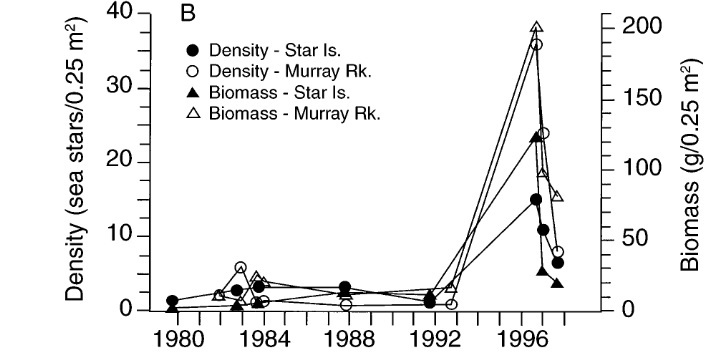 B
Density - Star Is.
Density - Murray Rk.
Biomass - Star Is.
Biomass - Murray Rk.
Density (sea stars/0.25 m²)
40
30
20
10
0
Biomass (g/0.25 m²)
200
150
100
50
0
1980 1984 1988 1992 1996